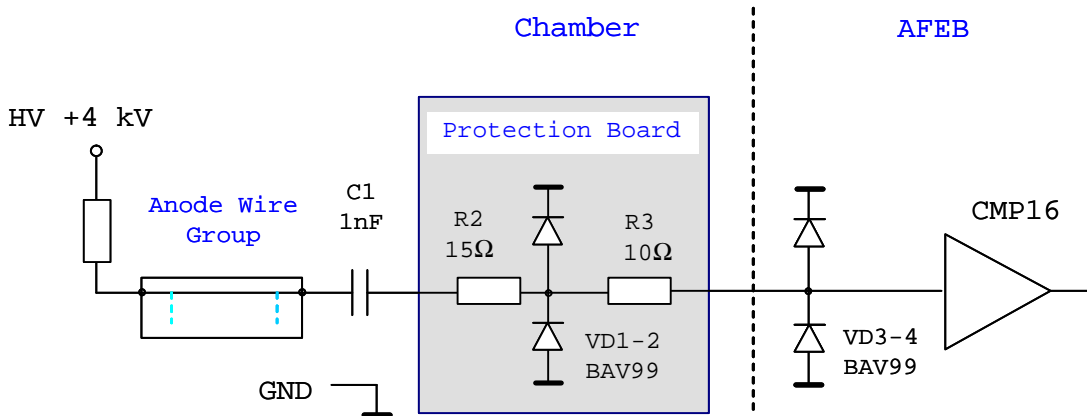 Chamber
AFEB
HV +4 kV
Protection Board
Anode Wire
Group
C1
1nF
R2
15Ω
R3
10Ω
CMP16
VD1-2
BAV99
VD3-4
BAV99
GND